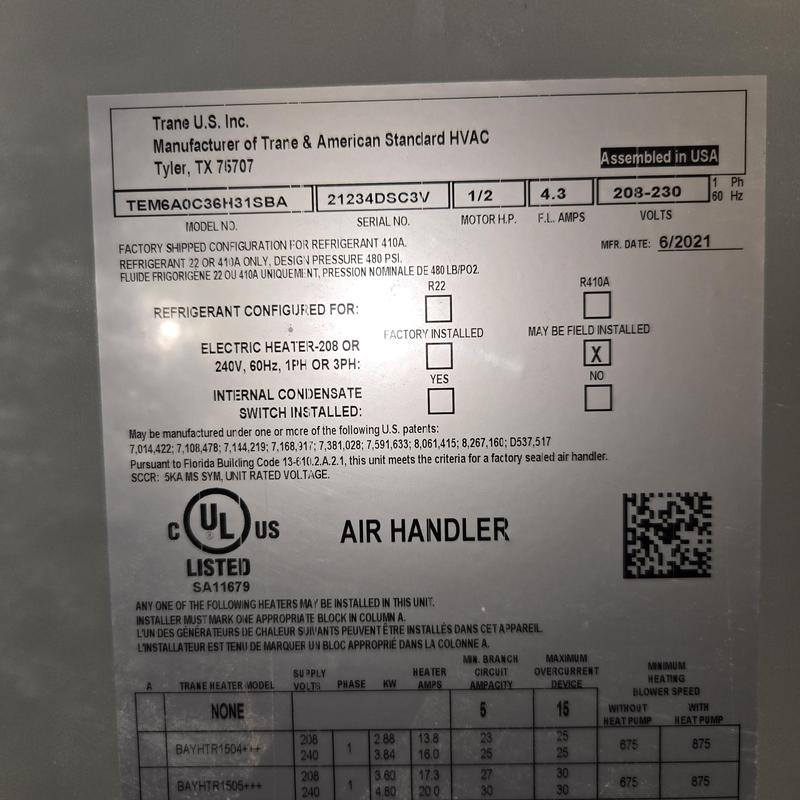 Trane U.S. Inc.
Manufacturer of Trane & American Standard HVAC
Tyler, TX 75707
Assembled in USA
TEM6A0C36H31SBA 21234DSC3V 1/2 4.3 208-230 1 Ph 60 Hz
MODEL NO. SERIAL NO. MOTOR H.P. F.L. AMPS VOLTS
FACTORY SHIPPED CONFIGURATION FOR REFRIGERANT 410A. MFR. DATE: 6/2021
REFRIGERANT 22 OR 410A ONLY, DESIGN PRESSURE 480 PSI.
FLUIDE FRIGORIGÈNE 22 OU 410A UNIQUEMENT, PRESSION NOMINALE DE 480 LB/PO2.
R22 R410A
REFRIGERANT CONFIGURED FOR:
FACTORY INSTALLED MAY BE FIELD INSTALLED
ELECTRIC HEATER-208 OR
240V, 60Hz, 1PH OR 3PH: X
YES NO
INTERNAL CONDENSATE
SWITCH INSTALLED:
May be manufactured under one or more of the following U.S. patents:
7,014,422; 7,108,478; 7,144,219; 7,168,917; 7,381,028; 7,591,633; 8,061,415; 8,267,160; D537,517
Pursuant to Florida Building Code 13-610.2.A.2.1, this unit meets the criteria for a factory sealed air handler.
SCCR: 5KA MS SYM, UNIT RATED VOLTAGE.
C UL US
LISTED
SA11679
AIR HANDLER
ANY ONE OF THE FOLLOWING HEATERS MAY BE INSTALLED IN THIS UNIT.
INSTALLER MUST MARK ONE APPROPRIATE BLOCK IN COLUMN A.
L'UN DES GÉNÉRATEURS DE CHALEUR SUIVANTS PEUVENT ÊTRE INSTALLÉS DANS CET APPAREIL.
L'INSTALLATEUR EST TENU DE MARQUER UN BLOC APPROPRIÉ DANS LA COLONNE A.
A TRANE HEATER MODEL SUPPLY VOLTS PHASE KW HEATER AMPS MIN. BRANCH CIRCUIT AMPACITY MAXIMUM OVERCURRENT DEVICE MINIMUM HEATING BLOWER SPEED
WITHOUT HEAT PUMP WITH HEAT PUMP
NONE 5 15
BAYHTR1504+++ 208 1 2.88 13.8 23 25 675 875
240 3.84 16.0 25 25
BAYHTR1505+++ 208 1 3.60 17.3 27 30 675 875
240 4.80 20.0 30 30